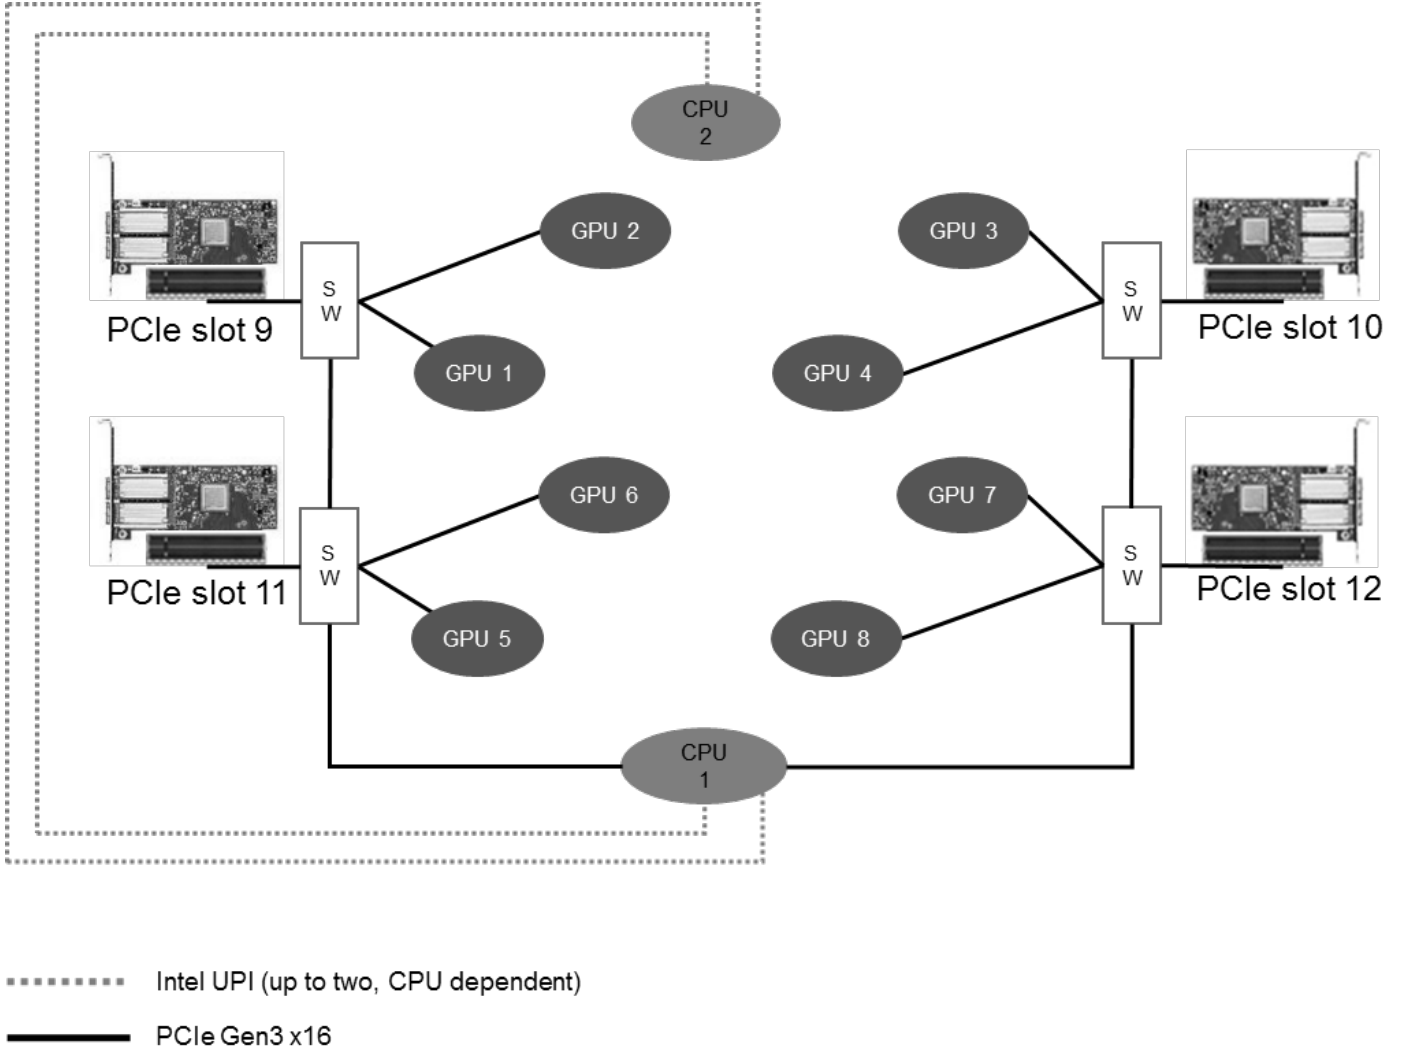 CPU
2
GPU 2
GPU 3
S
W
S
W
PCIe slot 9
PCIe slot 10
GPU 1
GPU 4
GPU 6
GPU 7
S
W
S
W
PCIe slot 11
PCIe slot 12
GPU 5
GPU 8
CPU
1
Intel UPI (up to two, CPU dependent)
PCIe Gen3 x16